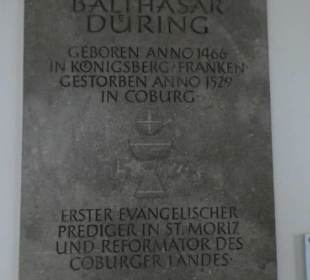 BALTHASAR
DÜRING
GEBOREN ANNO 1466
IN KÖNIGSBERG·FRANKEN
GESTORBEN ANNO 1529
IN COBURG
ERSTER EVANGELISCHER
PREDIGER IN ST. MORIZ
UND REFORMATOR DES
COBURGER LANDES·